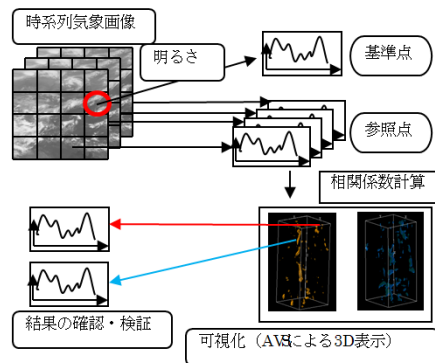 時系列気象画像
明るさ
基準点
参照点
相関係数計算
結果の確認・検証
可視化（AVSによる3D表示）